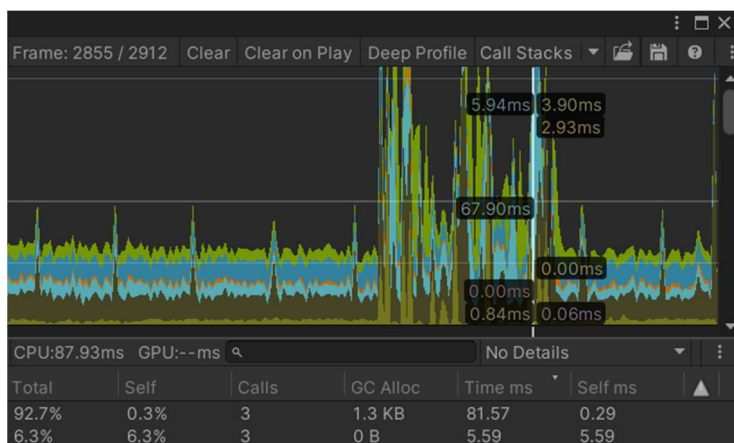 Frame: 2855 / 2912 Clear Clear on Play Deep Profile Call Stacks
5.94ms 3.90ms
2.93ms
67.90ms
0.00ms
0.00ms
0.84ms 0.06ms
CPU:87.93ms GPU:--ms No Details
Total Self Calls GC Alloc Time ms Self ms
92.7% 0.3% 3 1.3 KB 81.57 0.29
6.3% 6.3% 3 0 B 5.59 5.59